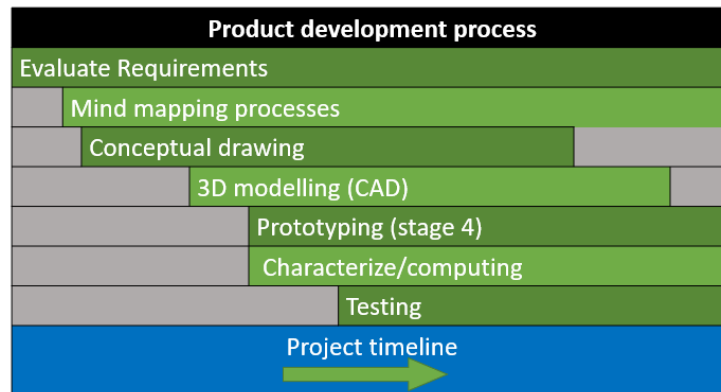 Product development process
Evaluate Requirements
Mind mapping processes
Conceptual drawing
3D modelling (CAD)
Prototyping (stage 4)
Characterize/computing
Testing
Project timeline